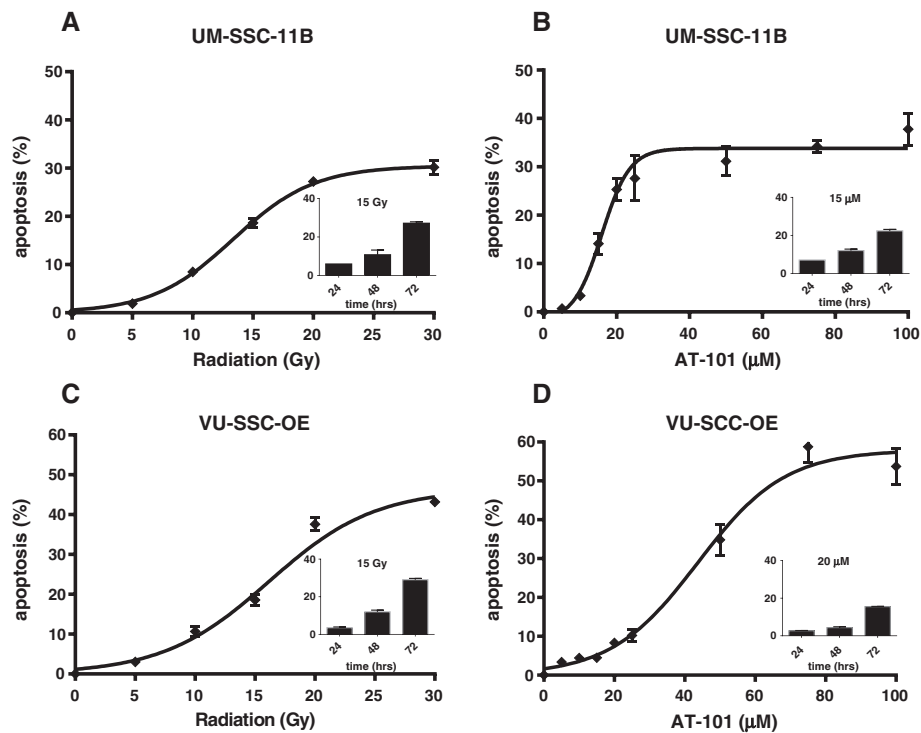 A
UM-SSC-11B
apoptosis (%)
50
40
30
20
10
0
15 Gy
40
20
0
24 48 72
time (hrs)
0 5 10 15 20 25 30
Radiation (Gy)
B
UM-SSC-11B
apoptosis (%)
50
40
30
20
10
0
15 µM
40
20
0
24 48 72
time (hrs)
0 20 40 60 80 100
AT-101 (µM)
C
VU-SSC-OE
apoptosis (%)
60
50
40
30
20
10
0
15 Gy
40
20
0
24 48 72
time (hrs)
0 5 10 15 20 25 30
Radiation (Gy)
D
VU-SCC-OE
apoptosis (%)
60
50
40
30
20
10
0
20 µM
40
20
0
24 48 72
time (hrs)
0 20 40 60 80 100
AT-101 (µM)